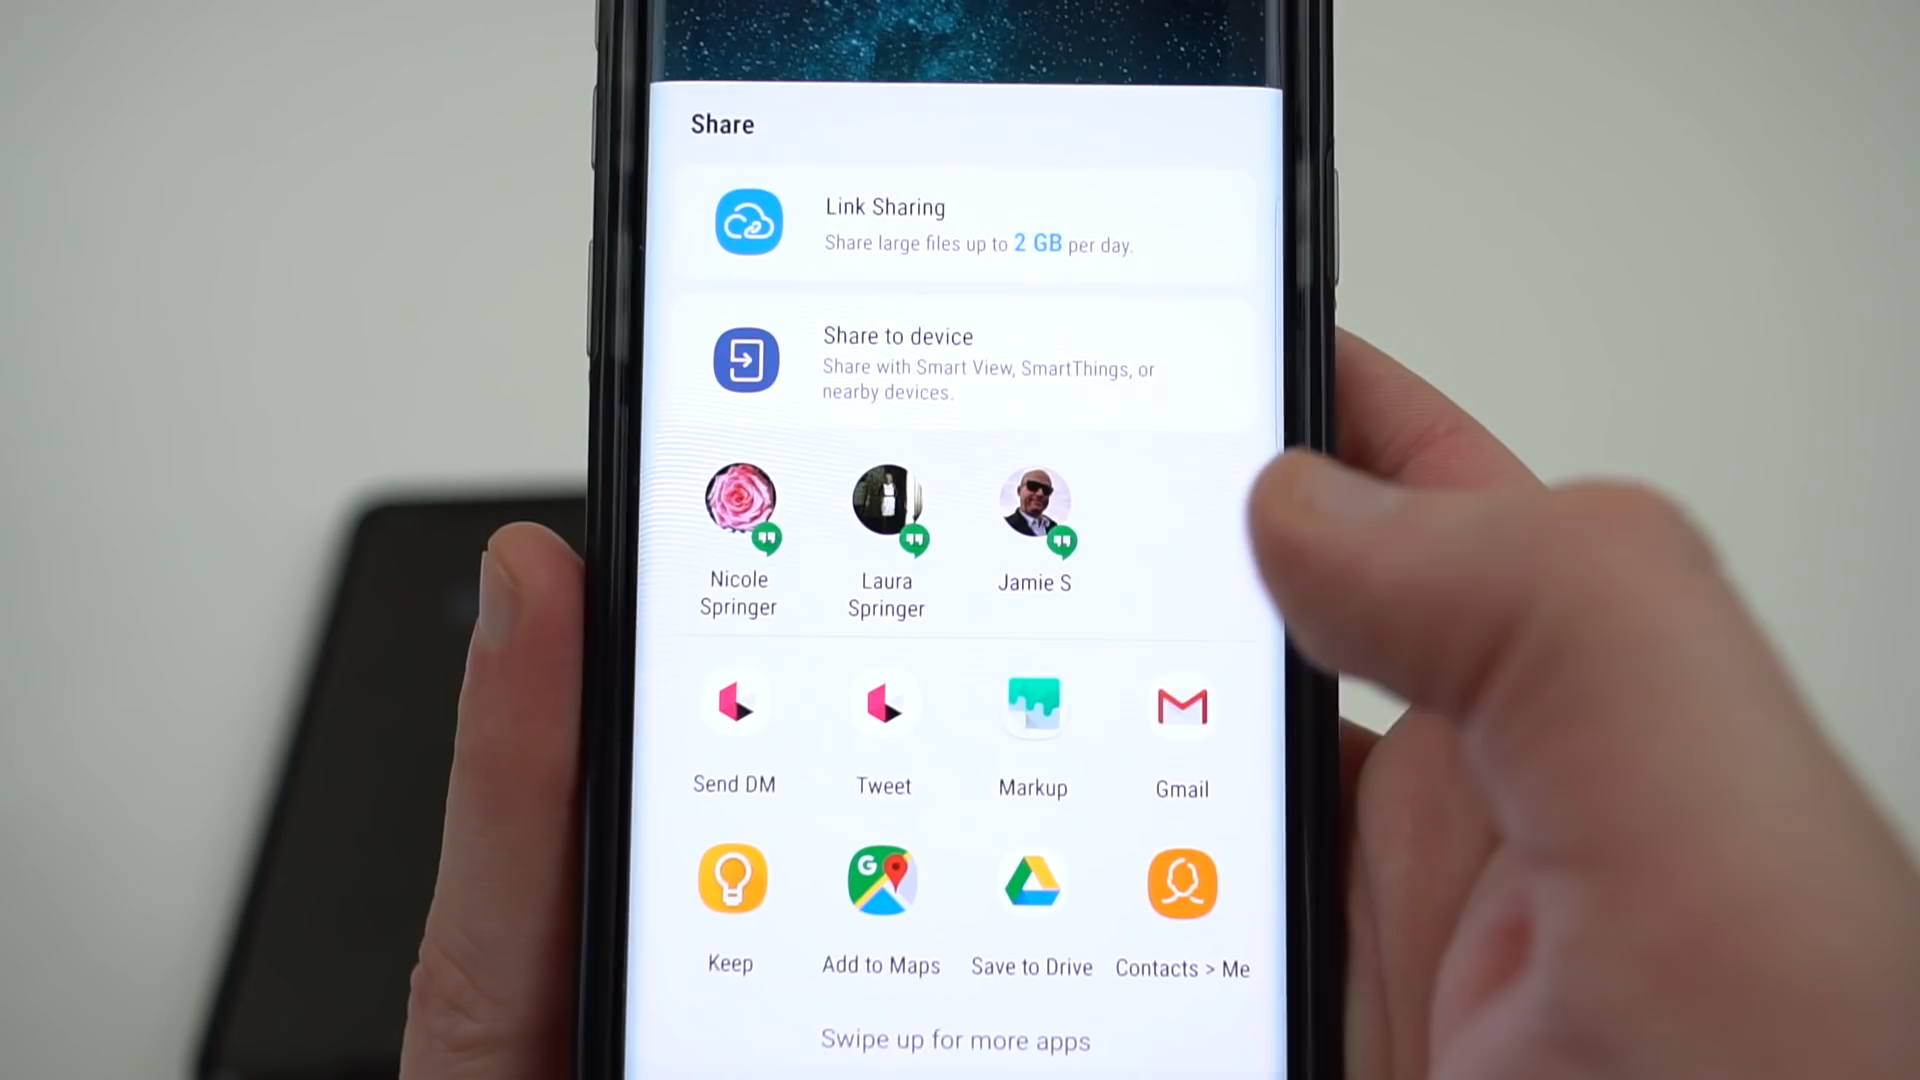 Share
Link Sharing
Share large files up to 2 GB per day.
Share to device
Share with Smart View, SmartThings, or
nearby devices.
Nicole
Springer
Laura
Springer
Jamie S
Send DM
Tweet
Markup
Gmail
G
Keep
Add to Maps
Save to Drive
Contacts > Me
Swipe up for more apps